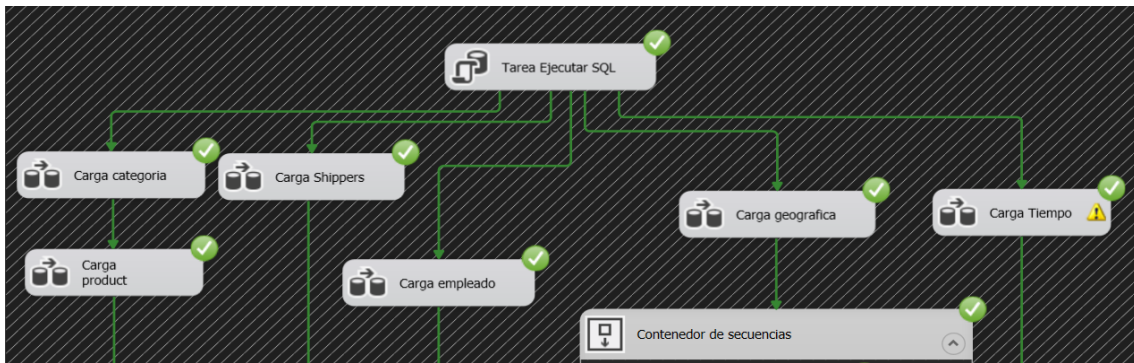 Tarea Ejecutar SQL
Carga categoria
Carga Shippers
Carga geografica
Carga Tiempo
Carga
product
Carga empleado
Contenedor de secuencias